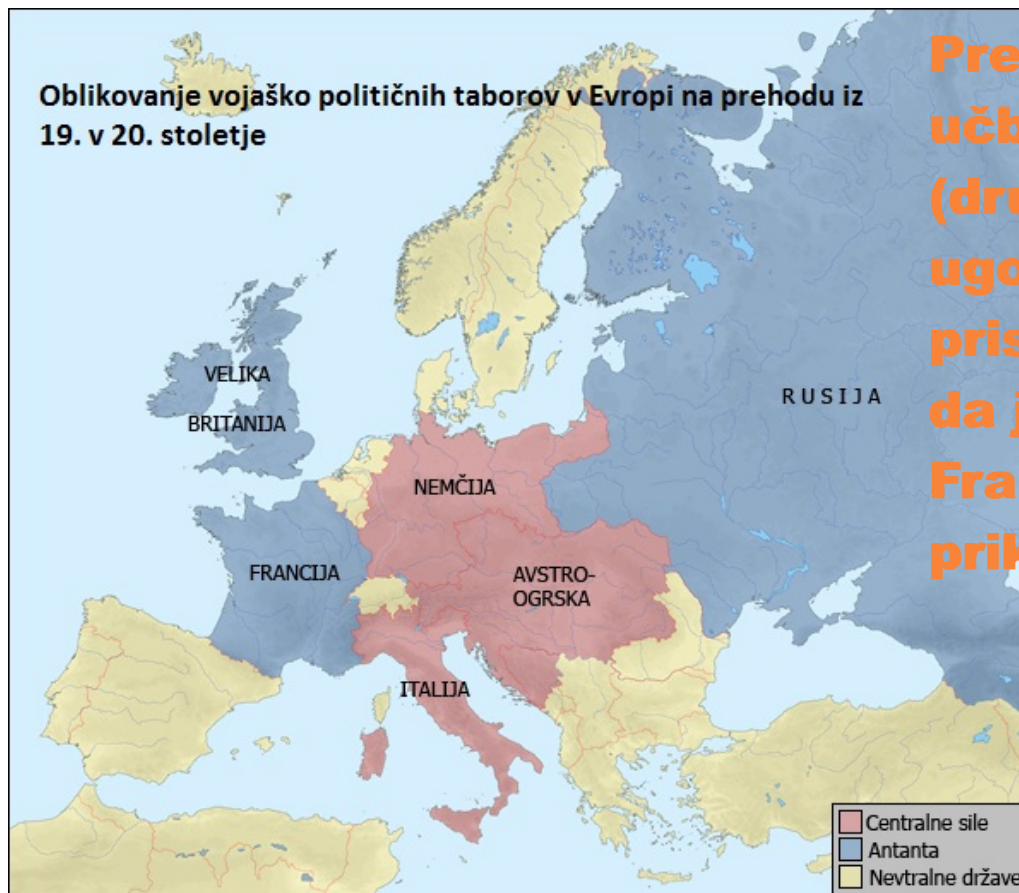 Oblikovanje vojaško političnih taborov v Evropi na prehodu iz
19. v 20. stoletje
VELIKA
BRITANIJA
RUSIJA
NEMČIJA
FRANCIJA
AVSTRO-
OGRSKA
ITALIJA
Centralne sile
Antanta
Nevtralne države